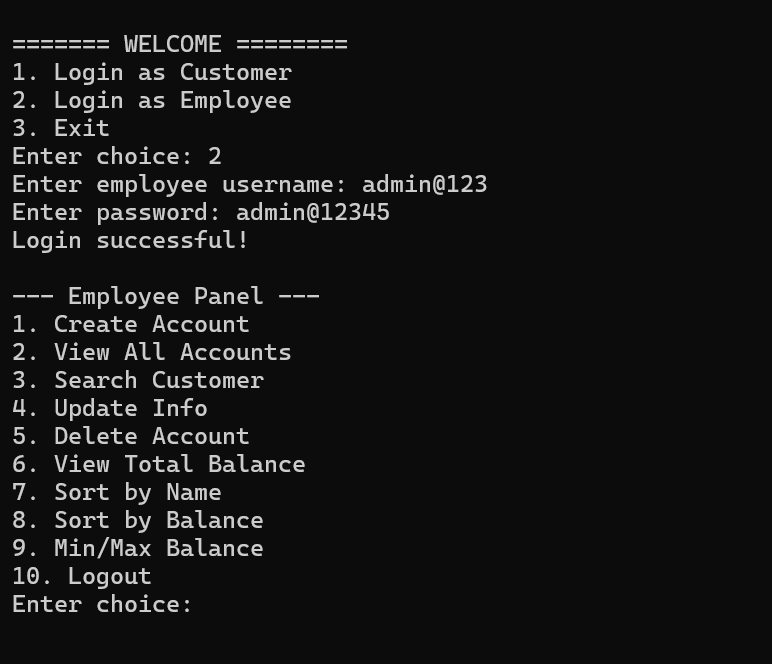 ======= WELCOME ========
1. Login as Customer
2. Login as Employee
3. Exit
Enter choice: 2
Enter employee username: admin@123
Enter password: admin@12345
Login successful!
--- Employee Panel ---
1. Create Account
2. View All Accounts
3. Search Customer
4. Update Info
5. Delete Account
6. View Total Balance
7. Sort by Name
8. Sort by Balance
9. Min/Max Balance
10. Logout
Enter choice: